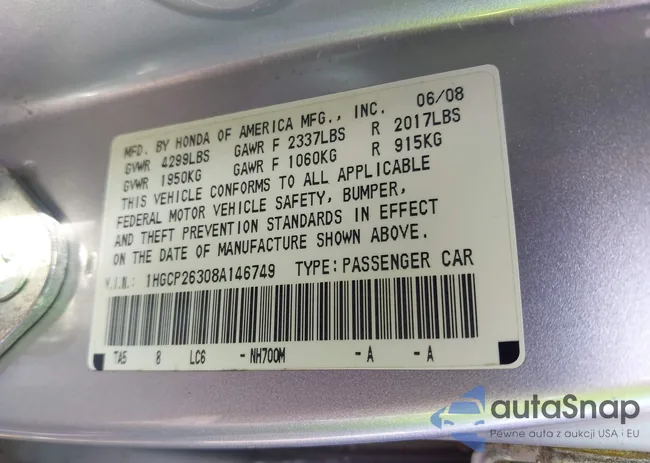 MFD. BY HONDA OF AMERICA MFG., INC. 06/08
GVWR 4299LBS GAWR F 2337LBS R 2017LBS
GVWR 1950KG GAWR F 1060KG R 915KG
THIS VEHICLE CONFORMS TO ALL APPLICABLE
FEDERAL MOTOR VEHICLE SAFETY, BUMPER,
AND THEFT PREVENTION STANDARDS IN EFFECT
ON THE DATE OF MANUFACTURE SHOWN ABOVE.
V.I.N.: 1HGCP26308A146749 TYPE: PASSENGER CAR
TA5 8 LC6 -NH700M -A -A
autaSnap
Pewne auta z aukcji USA i EU